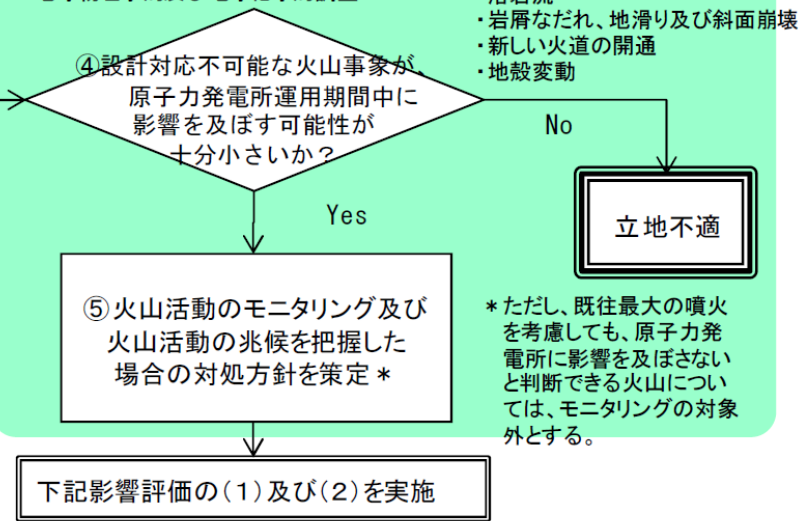 ・岩屑なだれ、地滑り及び斜面崩壊
・新しい火道の開通
・地殻変動
④設計対応不可能な火山事象が、
原子力発電所運用期間中に
影響を及ぼす可能性が
十分小さいか？
No
立地不適
Yes
⑤火山活動のモニタリング及び
火山活動の兆候を把握した
場合の対処方針を策定＊
＊ただし、既往最大の噴火
を考慮しても、原子力発
電所に影響を及ぼさない
と判断できる火山につい
ては、モニタリングの対象
外とする。
下記影響評価の（１）及び（２）を実施